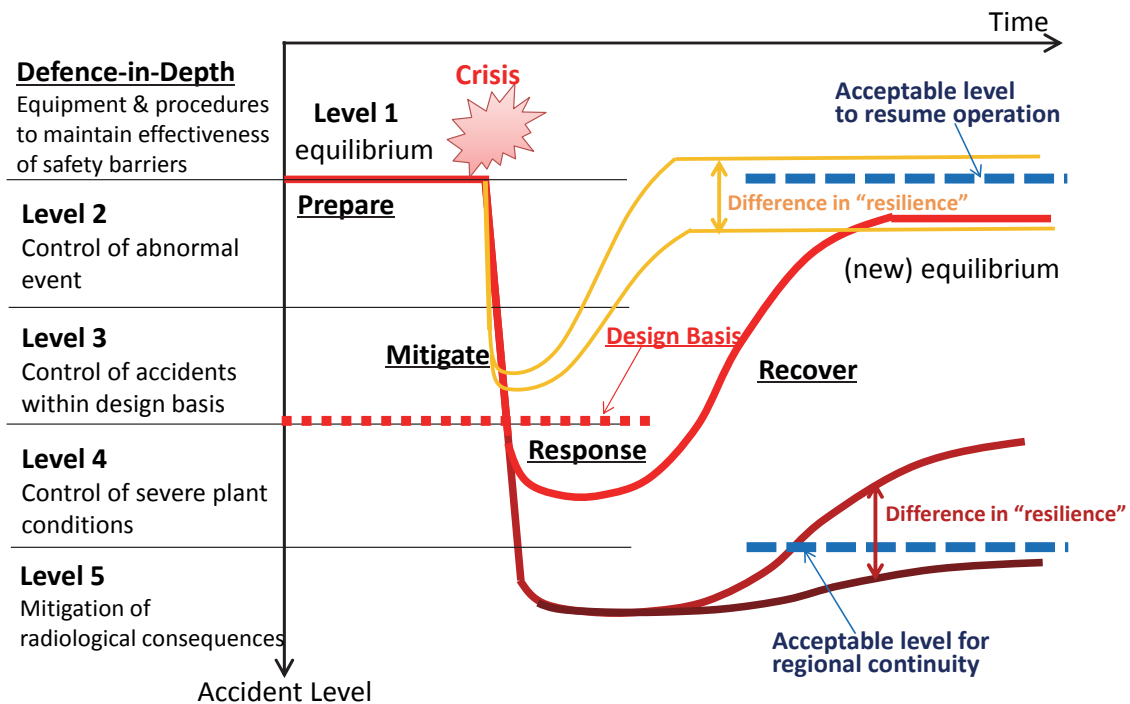 Time
Defence-in-Depth
Equipment & procedures
to maintain effectiveness
of safety barriers
Crisis
Level 1
equilibrium
Acceptable level
to resume operation
Prepare
Difference in “resilience”
Level 2
Control of abnormal
event
(new) equilibrium
Level 3
Control of accidents
within design basis
Mitigate
Design Basis
Recover
Response
Level 4
Control of severe plant
conditions
Difference in “resilience”
Level 5
Mitigation of
radiological consequences
Acceptable level for
regional continuity
Accident Level